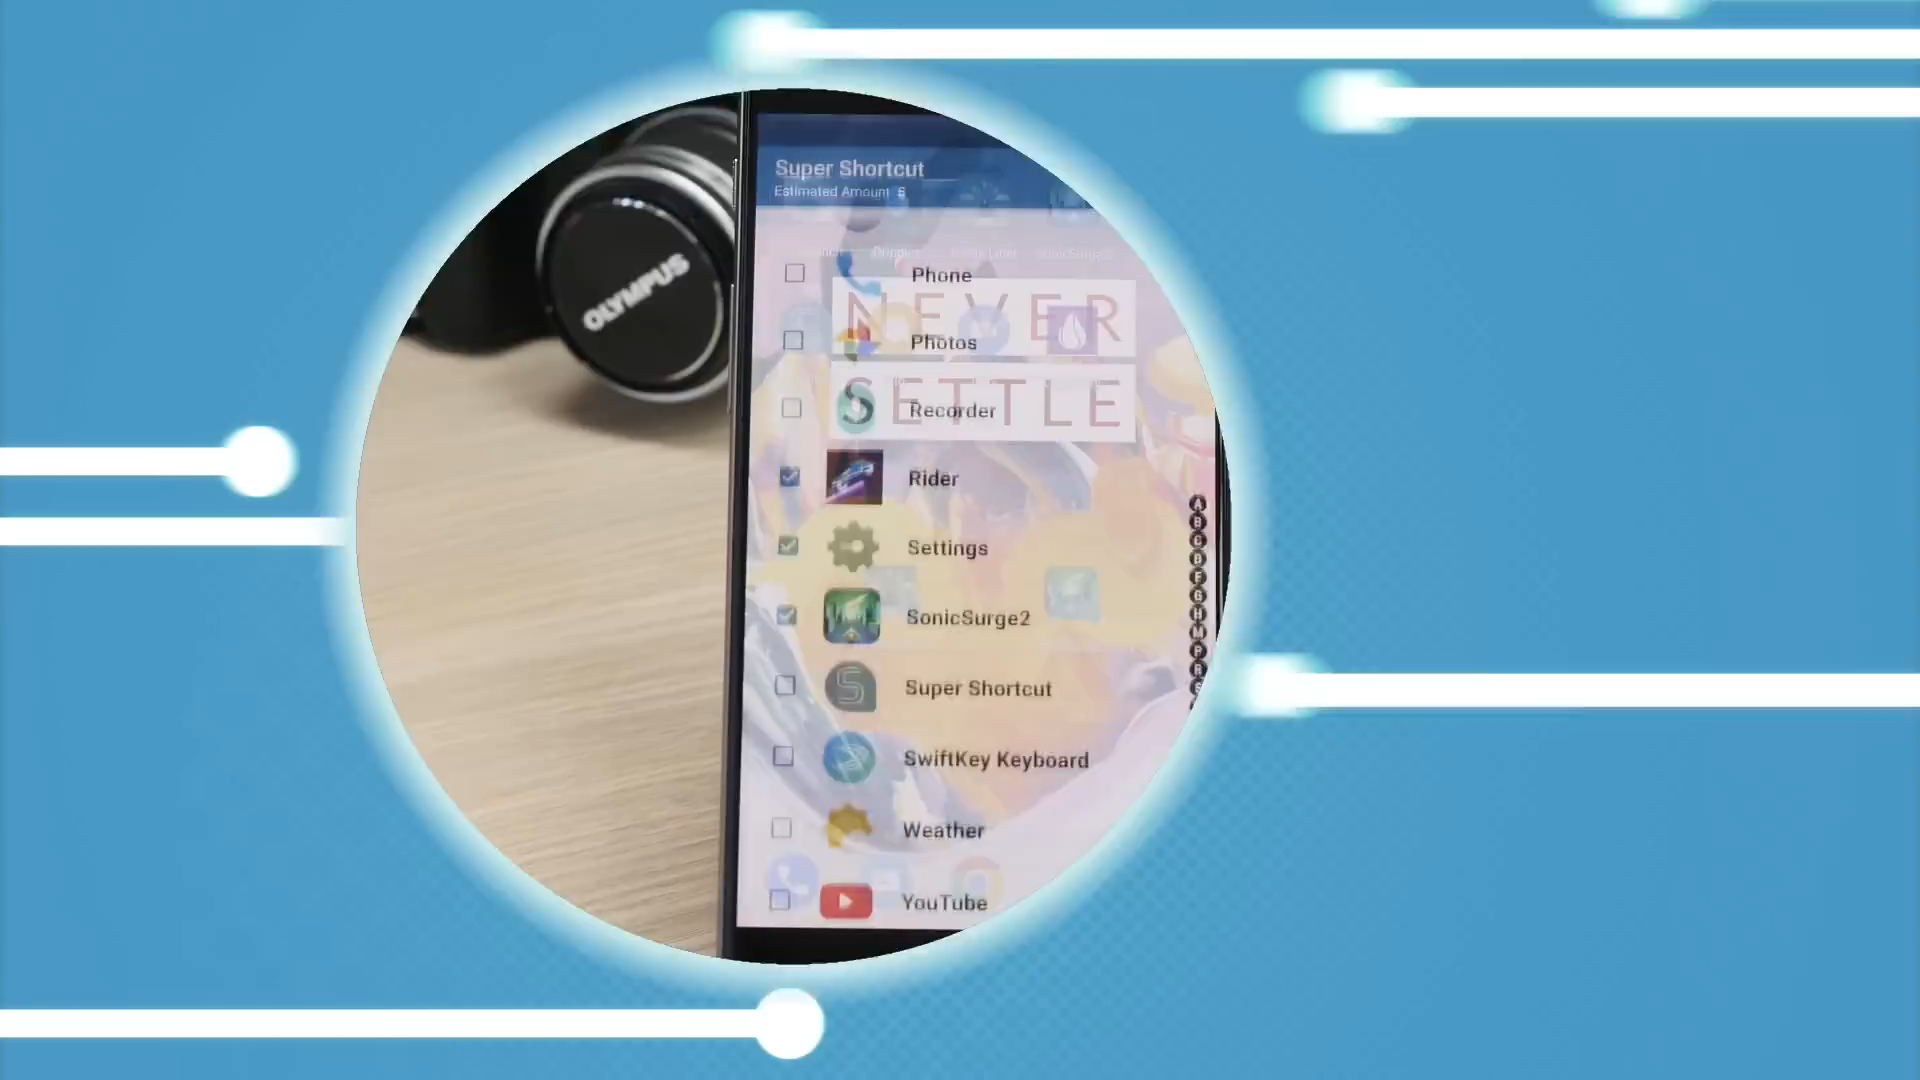 Super Shortcut
Estimated Amount 8
OLYMPUS
Phone
NEVER
Photos
SETTLE
Recorder
Rider
Settings
SonicSurge2
Super Shortcut
SwiftKey Keyboard
Weather
YouTube
A
B
C
D
F
G
H
M
P
R
S